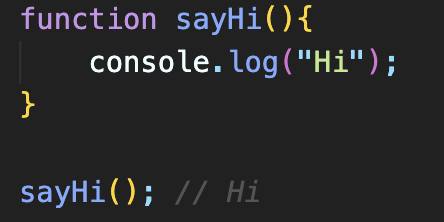 function sayHi(){
    console.log("Hi");
}

sayHi(); // Hi